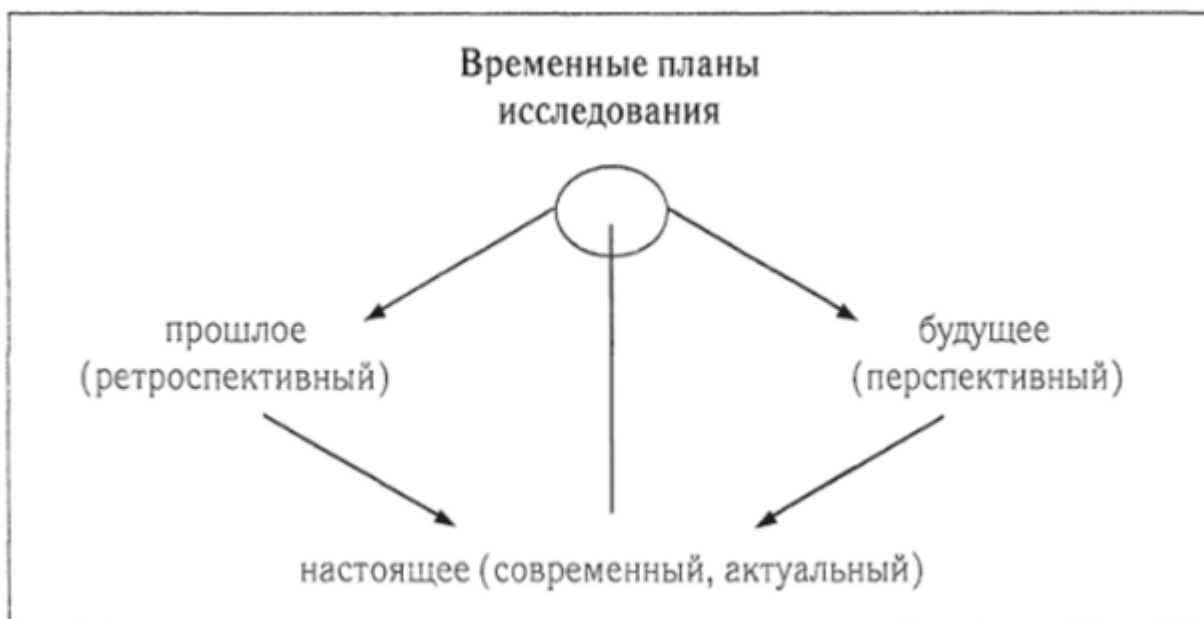 Временные планы
исследования
прошлое
(ретроспективный)
будущее
(перспективный)
настоящее (современный, актуальный)